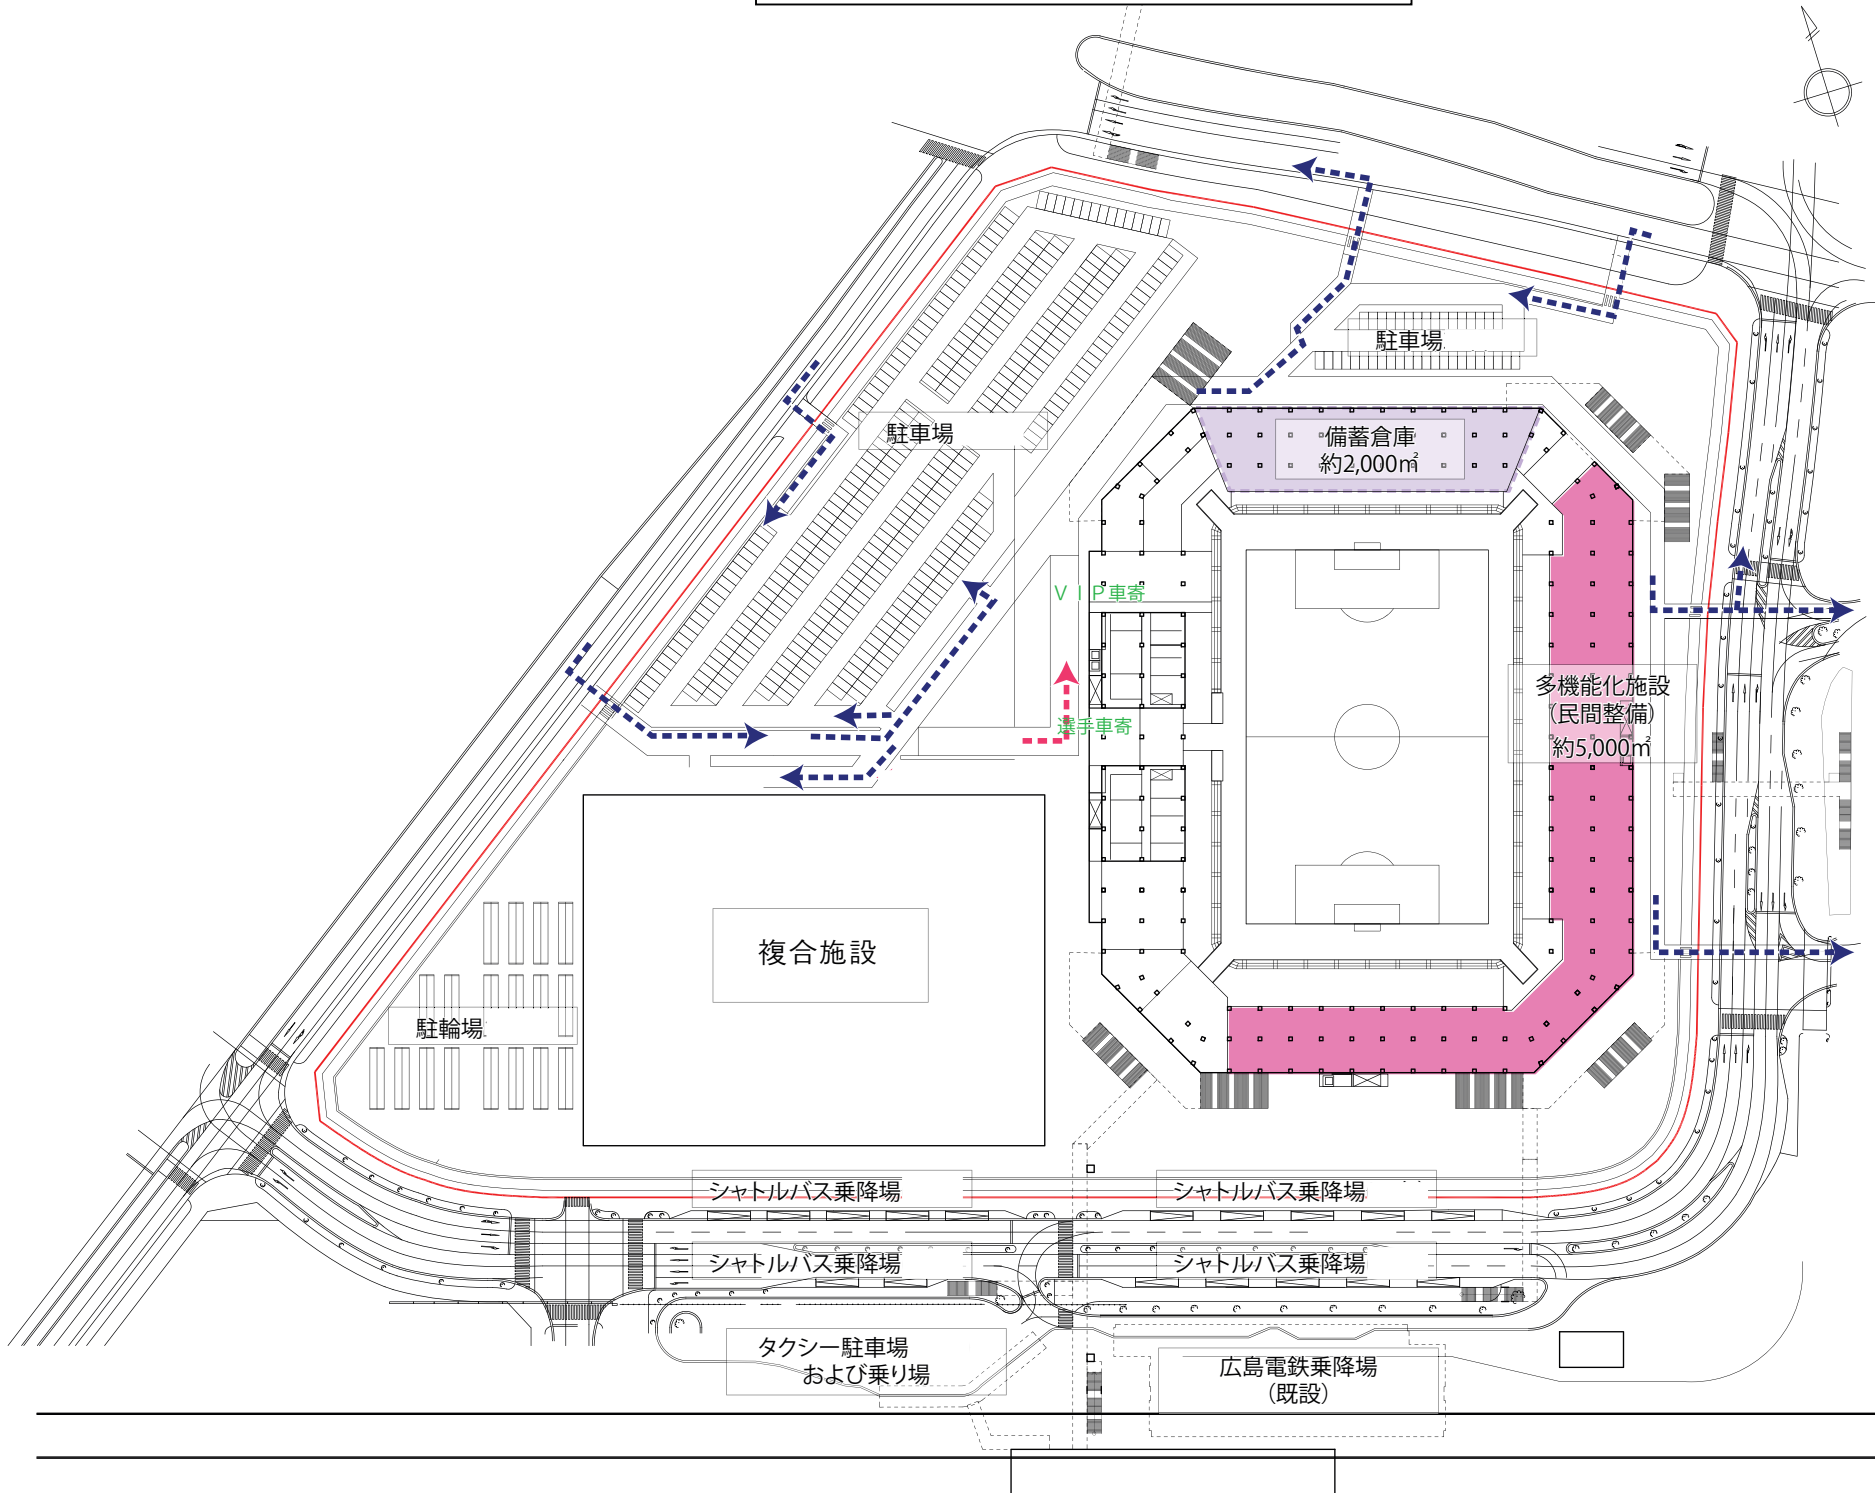 駐車場
駐車場
備蓄倉庫
約2,000㎡
ＶＩＰ車寄
選手車寄
多機能化施設
（民間整備）
約5,000㎡
複合施設
駐輪場
シャトルバス乗降場
シャトルバス乗降場
シャトルバス乗降場
シャトルバス乗降場
タクシー駐車場
および乗り場
広島電鉄乗降場
（既設）